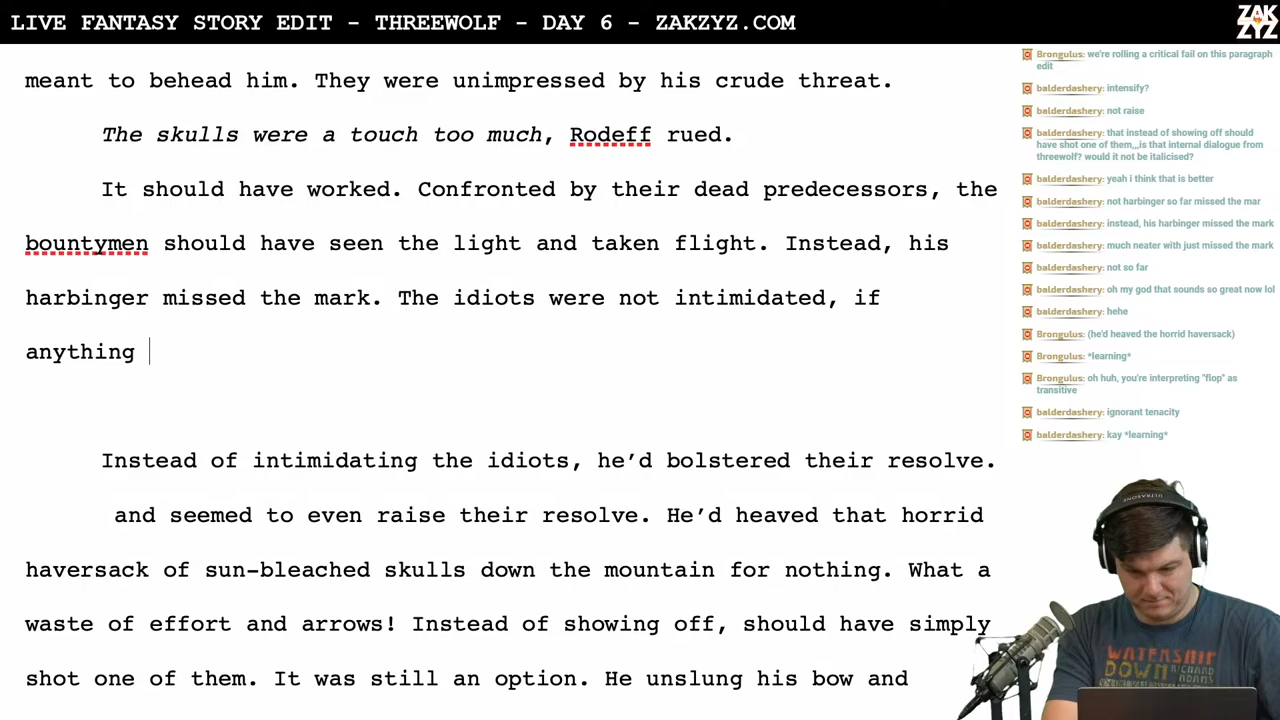 LIVE FANTASY STORY EDIT - THREEWOLF - DAY 6 - ZAKZYZ.COM
ZAK
ZYZ
meant to behead him. They were unimpressed by his crude threat.
The skulls were a touch too much, Rodeff rued.
It should have worked. Confronted by their dead predecessors, the
bountymen should have seen the light and taken flight. Instead, his
harbinger missed the mark. The idiots were not intimidated, if
anything
Instead of intimidating the idiots, he’d bolstered their resolve.
and seemed to even raise their resolve. He’d heaved that horrid
haversack of sun-bleached skulls down the mountain for nothing. What a
waste of effort and arrows! Instead of showing off, should have simply
shot one of them. It was still an option. He unslung his bow and
Brongulus: we're rolling a critical fail on this paragraph
edit
balderdashery: intensify?
balderdashery: not raise
balderdashery: that instead of showing off should
have shot one of them,,,is that internal dialogue from
threewolf? would it not be italicised?
balderdashery: yeah i think that is better
balderdashery: not harbinger so far missed the mar
balderdashery: instead, his harbinger missed the mark
balderdashery: much neater with just missed the mark
balderdashery: not so far
balderdashery: oh my god that sounds so great now lol
balderdashery: hehe
Brongulus: (he'd heaved the horrid haversack)
Brongulus: *learning*
Brongulus: oh huh, you're interpreting "flop" as
transitive
balderdashery: ignorant tenacity
balderdashery: kay *learning*
ULTRASONE
WATERSHIP
DOWN
RICHARD
ADAMS